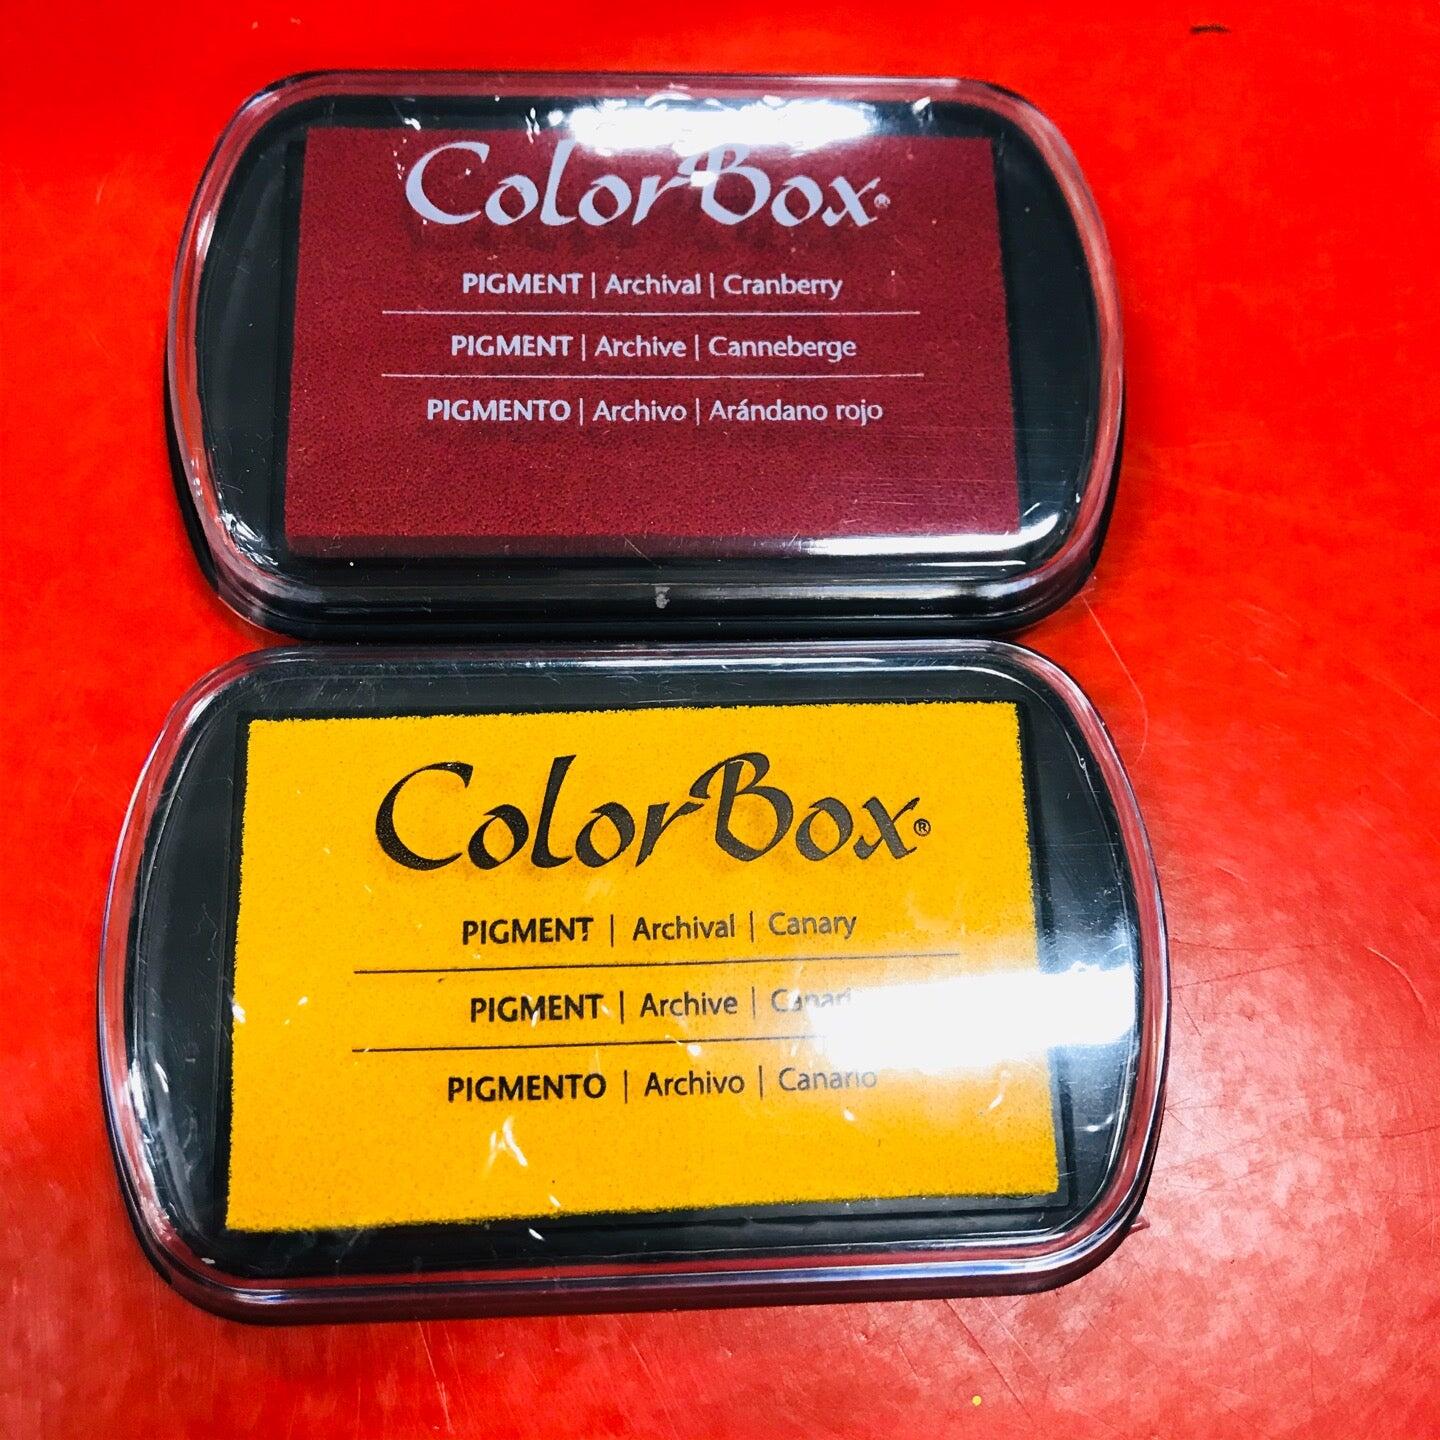 ColorBox®
PIGMENT | Archival | Cranberry
PIGMENT | Archive | Canneberge
PIGMENTO | Archivo | Arándano rojo
ColorBox®
PIGMENT | Archival | Canary
PIGMENT | Archive | Canari
PIGMENTO | Archivo | Canario